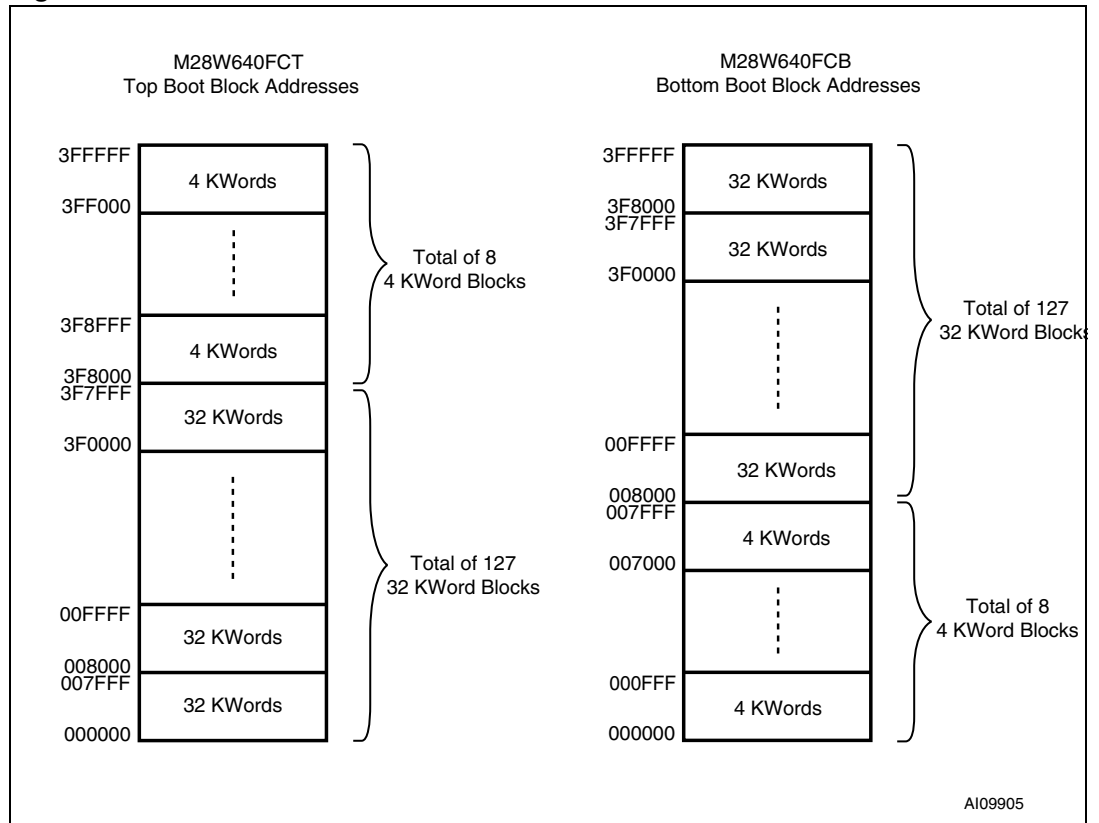 M28W640FCT
Top Boot Block Addresses
3FFFFF
4 KWords
3FF000
Total of 8
4 KWord Blocks
3F8FFF
4 KWords
3F8000
3F7FFF
32 KWords
3F0000
Total of 127
32 KWord Blocks
00FFFF
32 KWords
008000
007FFF
32 KWords
000000
M28W640FCB
Bottom Boot Block Addresses
3FFFFF
32 KWords
3F8000
3F7FFF
32 KWords
3F0000
Total of 127
32 KWord Blocks
00FFFF
32 KWords
008000
007FFF
4 KWords
007000
Total of 8
4 KWord Blocks
000FFF
4 KWords
000000
AI09905